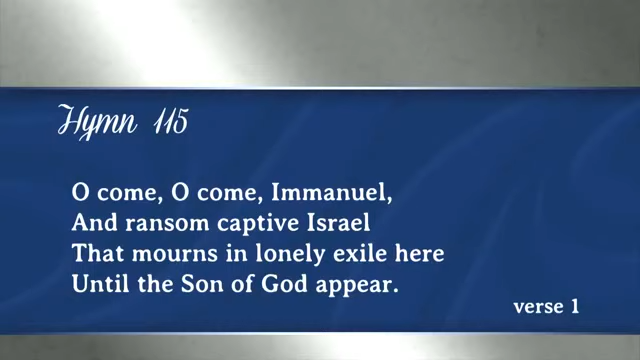 Hymn 115
O come, O come, Immanuel,
And ransom captive Israel
That mourns in lonely exile here
Until the Son of God appear.
verse 1